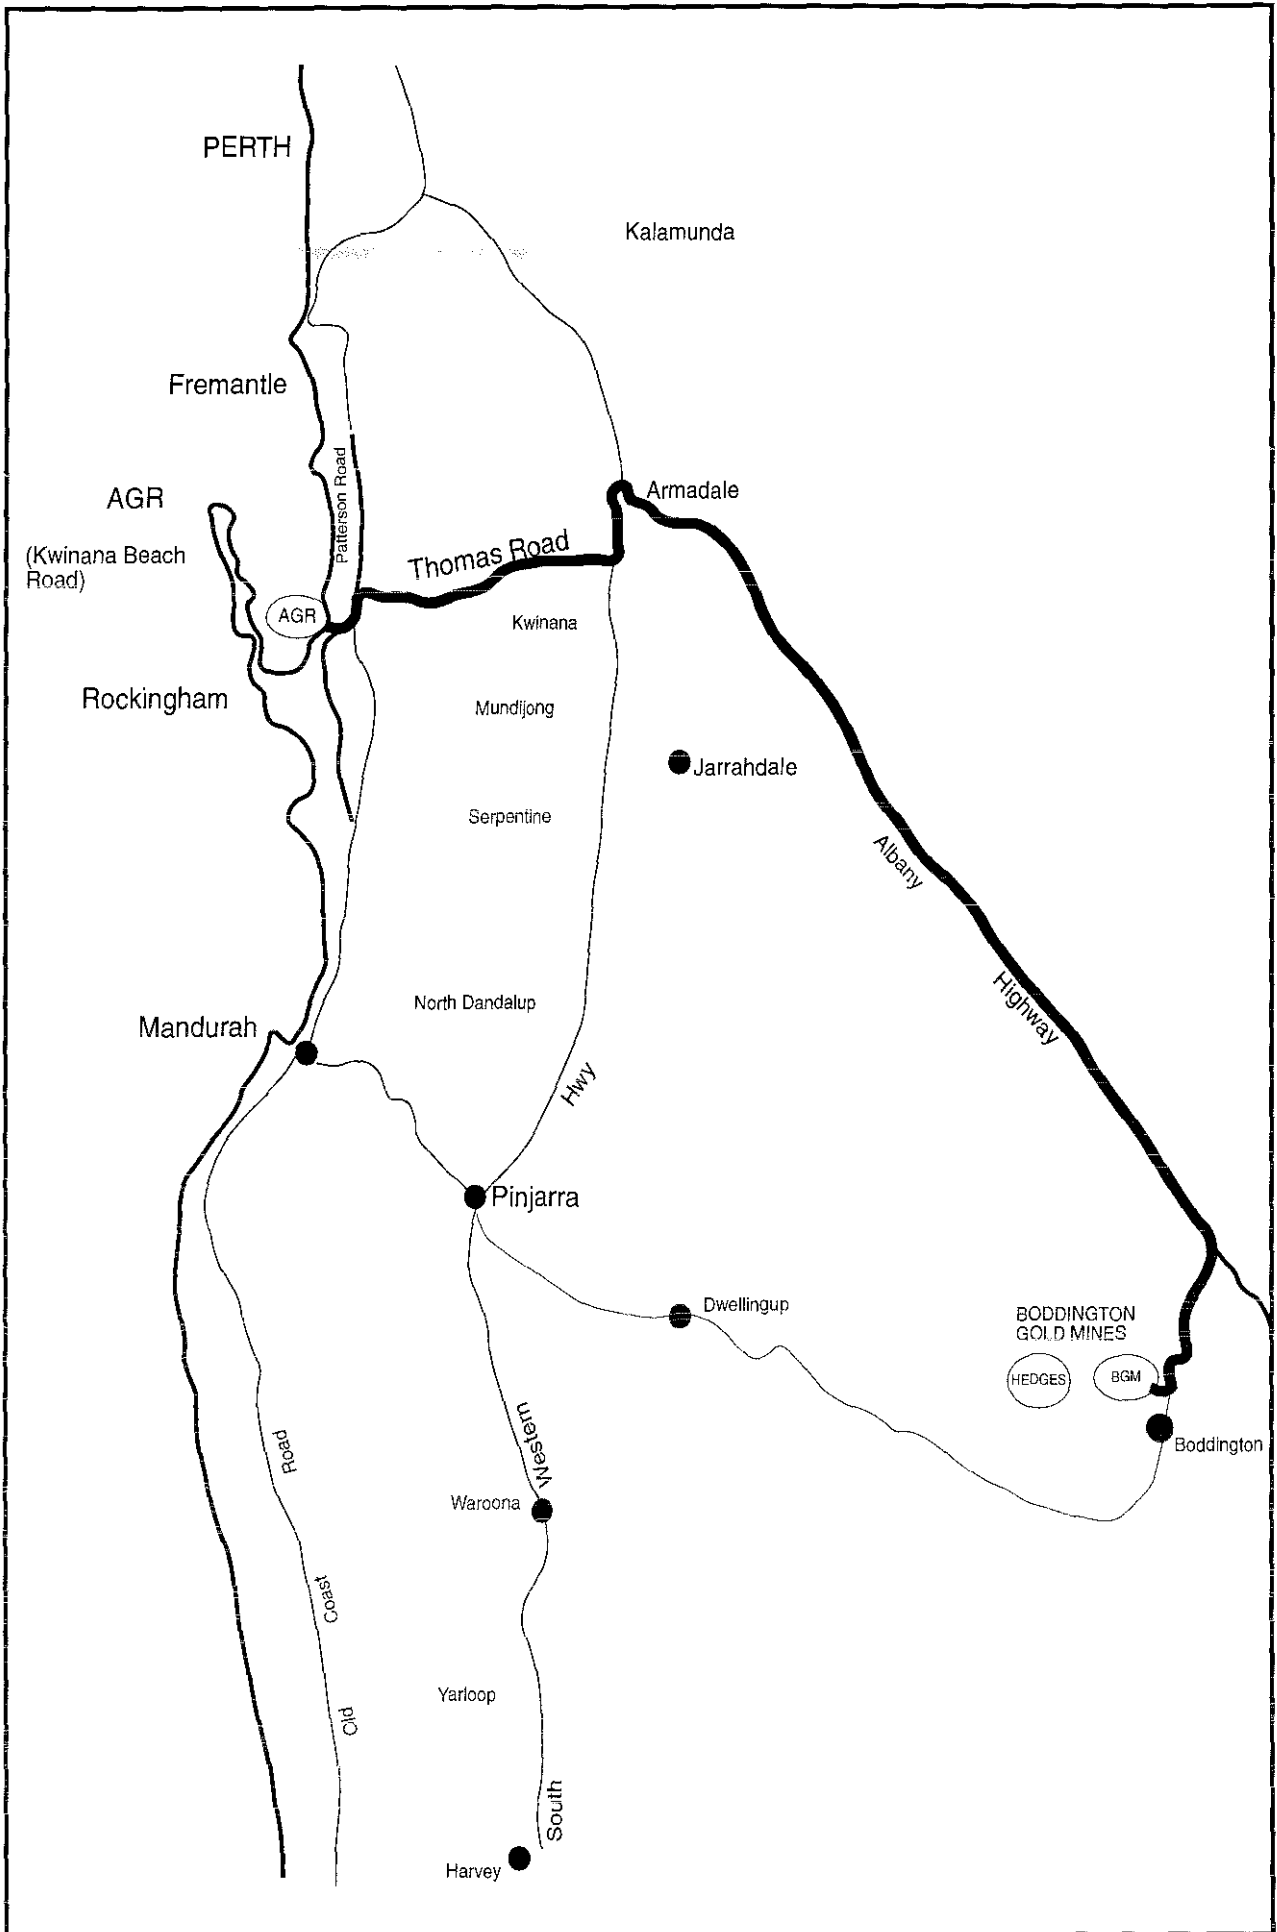 PERTH
Kalamunda
Fremantle
Patterson Road
AGR
Armadale
(Kwinana Beach
Road)
Thomas Road
AGR
Kwinana
Rockingham
Mundijong
Jarrahdale
Serpentine
Albany
Highway
North Dandalup
Mandurah
Hwy
Pinjarra
Dwellingup
BODDINGTON
GOLD MINES
HEDGES
BGM
Boddington
Western
Road
Waroona
Coast
Yarloop
Old
South
Harvey